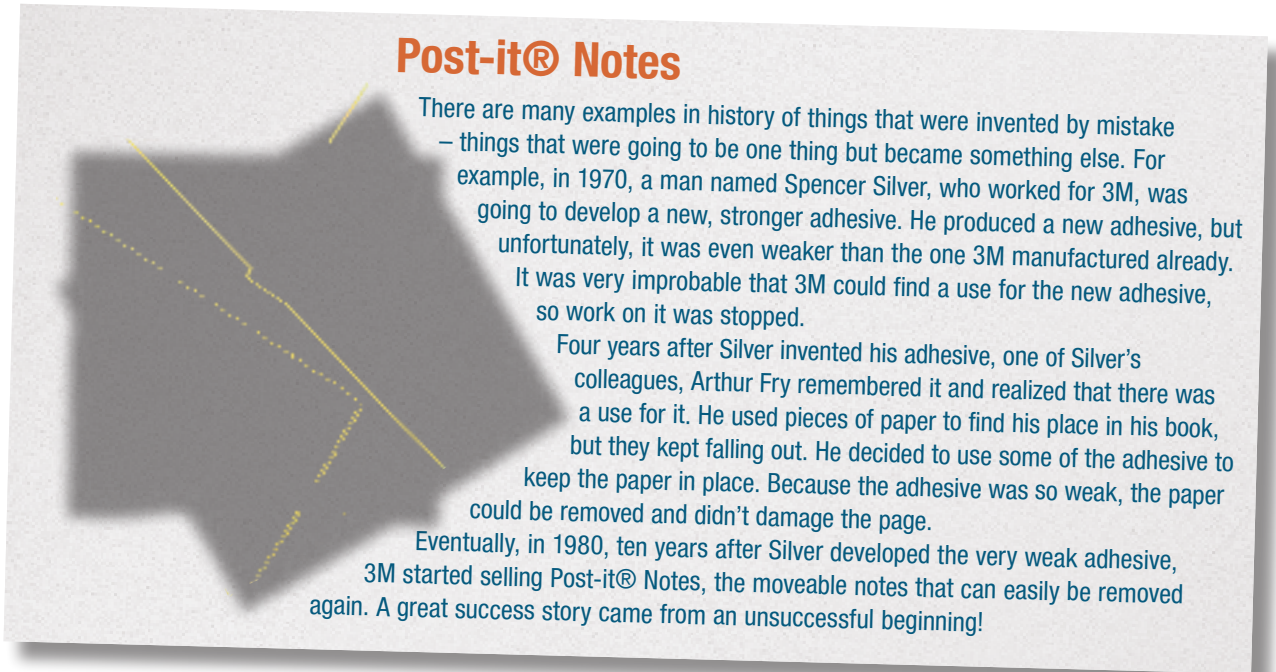 Post-it® Notes
There are many examples in history of things that were invented by mistake
– things that were going to be one thing but became something else. For
example, in 1970, a man named Spencer Silver, who worked for 3M, was
going to develop a new, stronger adhesive. He produced a new adhesive, but
unfortunately, it was even weaker than the one 3M manufactured already.
It was very improbable that 3M could find a use for the new adhesive,
so work on it was stopped.
Four years after Silver invented his adhesive, one of Silver's
colleagues, Arthur Fry remembered it and realized that there was
a use for it. He used pieces of paper to find his place in his book,
but they kept falling out. He decided to use some of the adhesive to
keep the paper in place. Because the adhesive was so weak, the paper
could be removed and didn't damage the page.
Eventually, in 1980, ten years after Silver developed the very weak adhesive,
3M started selling Post-it® Notes, the moveable notes that can easily be removed
again. A great success story came from an unsuccessful beginning!